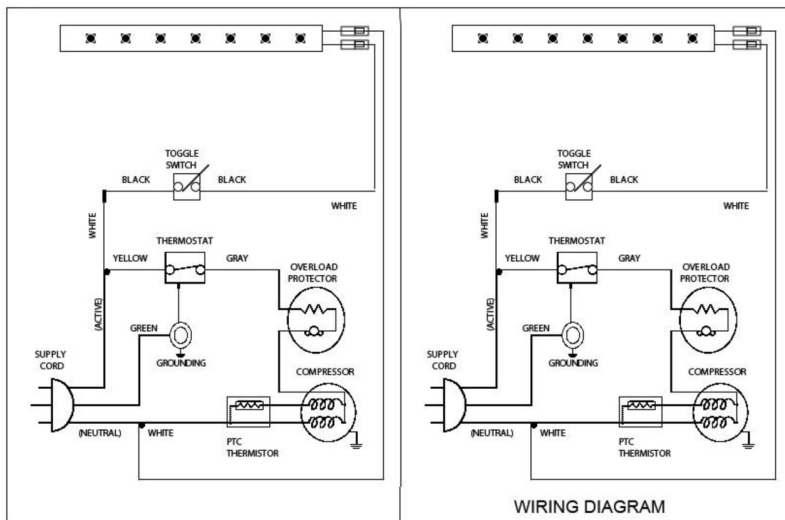 TOGGLE
SWITCH
BLACK
BLACK
WHITE
WHITE
THERMOSTAT
YELLOW
GRAY
OVERLOAD
PROTECTOR
(ACTIVE)
GREEN
SUPPLY
CORD
GROUNDING
COMPRESSOR
(NEUTRAL)
WHITE
PTC
THERMISTOR
TOGGLE
SWITCH
BLACK
BLACK
WHITE
WHITE
THERMOSTAT
YELLOW
GRAY
OVERLOAD
PROTECTOR
(ACTIVE)
GREEN
SUPPLY
CORD
GROUNDING
COMPRESSOR
(NEUTRAL)
WHITE
PTC
THERMISTOR
WIRING DIAGRAM